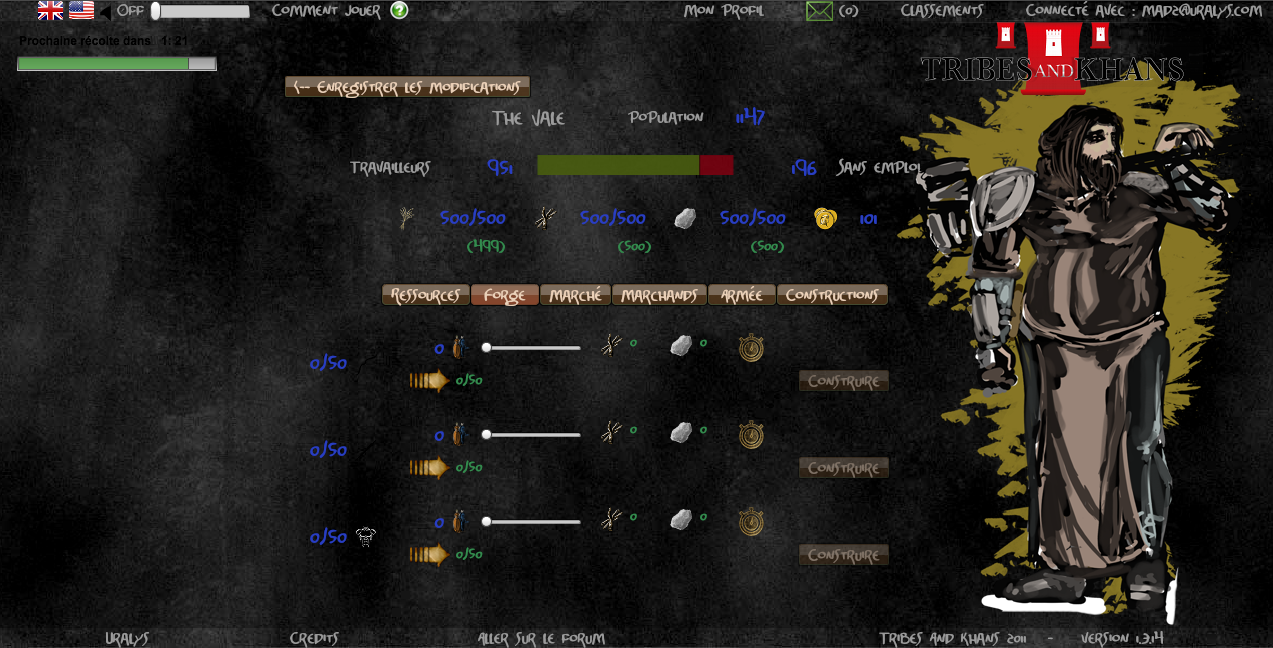 Off Comment jouer ? Mon Profil (0) Classements Connecté avec : mad2@uralys.com
Prochaine récolte dans 1: 21
TRIBES AND KHANS
<-- Enregistrer les modifications
The Vale Population 1147
Travailleurs 951 196 Sans emploi
500/500 500/500 500/500 101
(499) (500) (500)
Ressources Forge Marché Marchands Armée Constructions
0/50 0 0 0
0/50 Construire
0/50 0 0 0
0/50 Construire
0/50 0 0 0
0/50 Construire
Uralys Credits Aller sur le forum Tribes and Khans 2011 - version 1.3.14